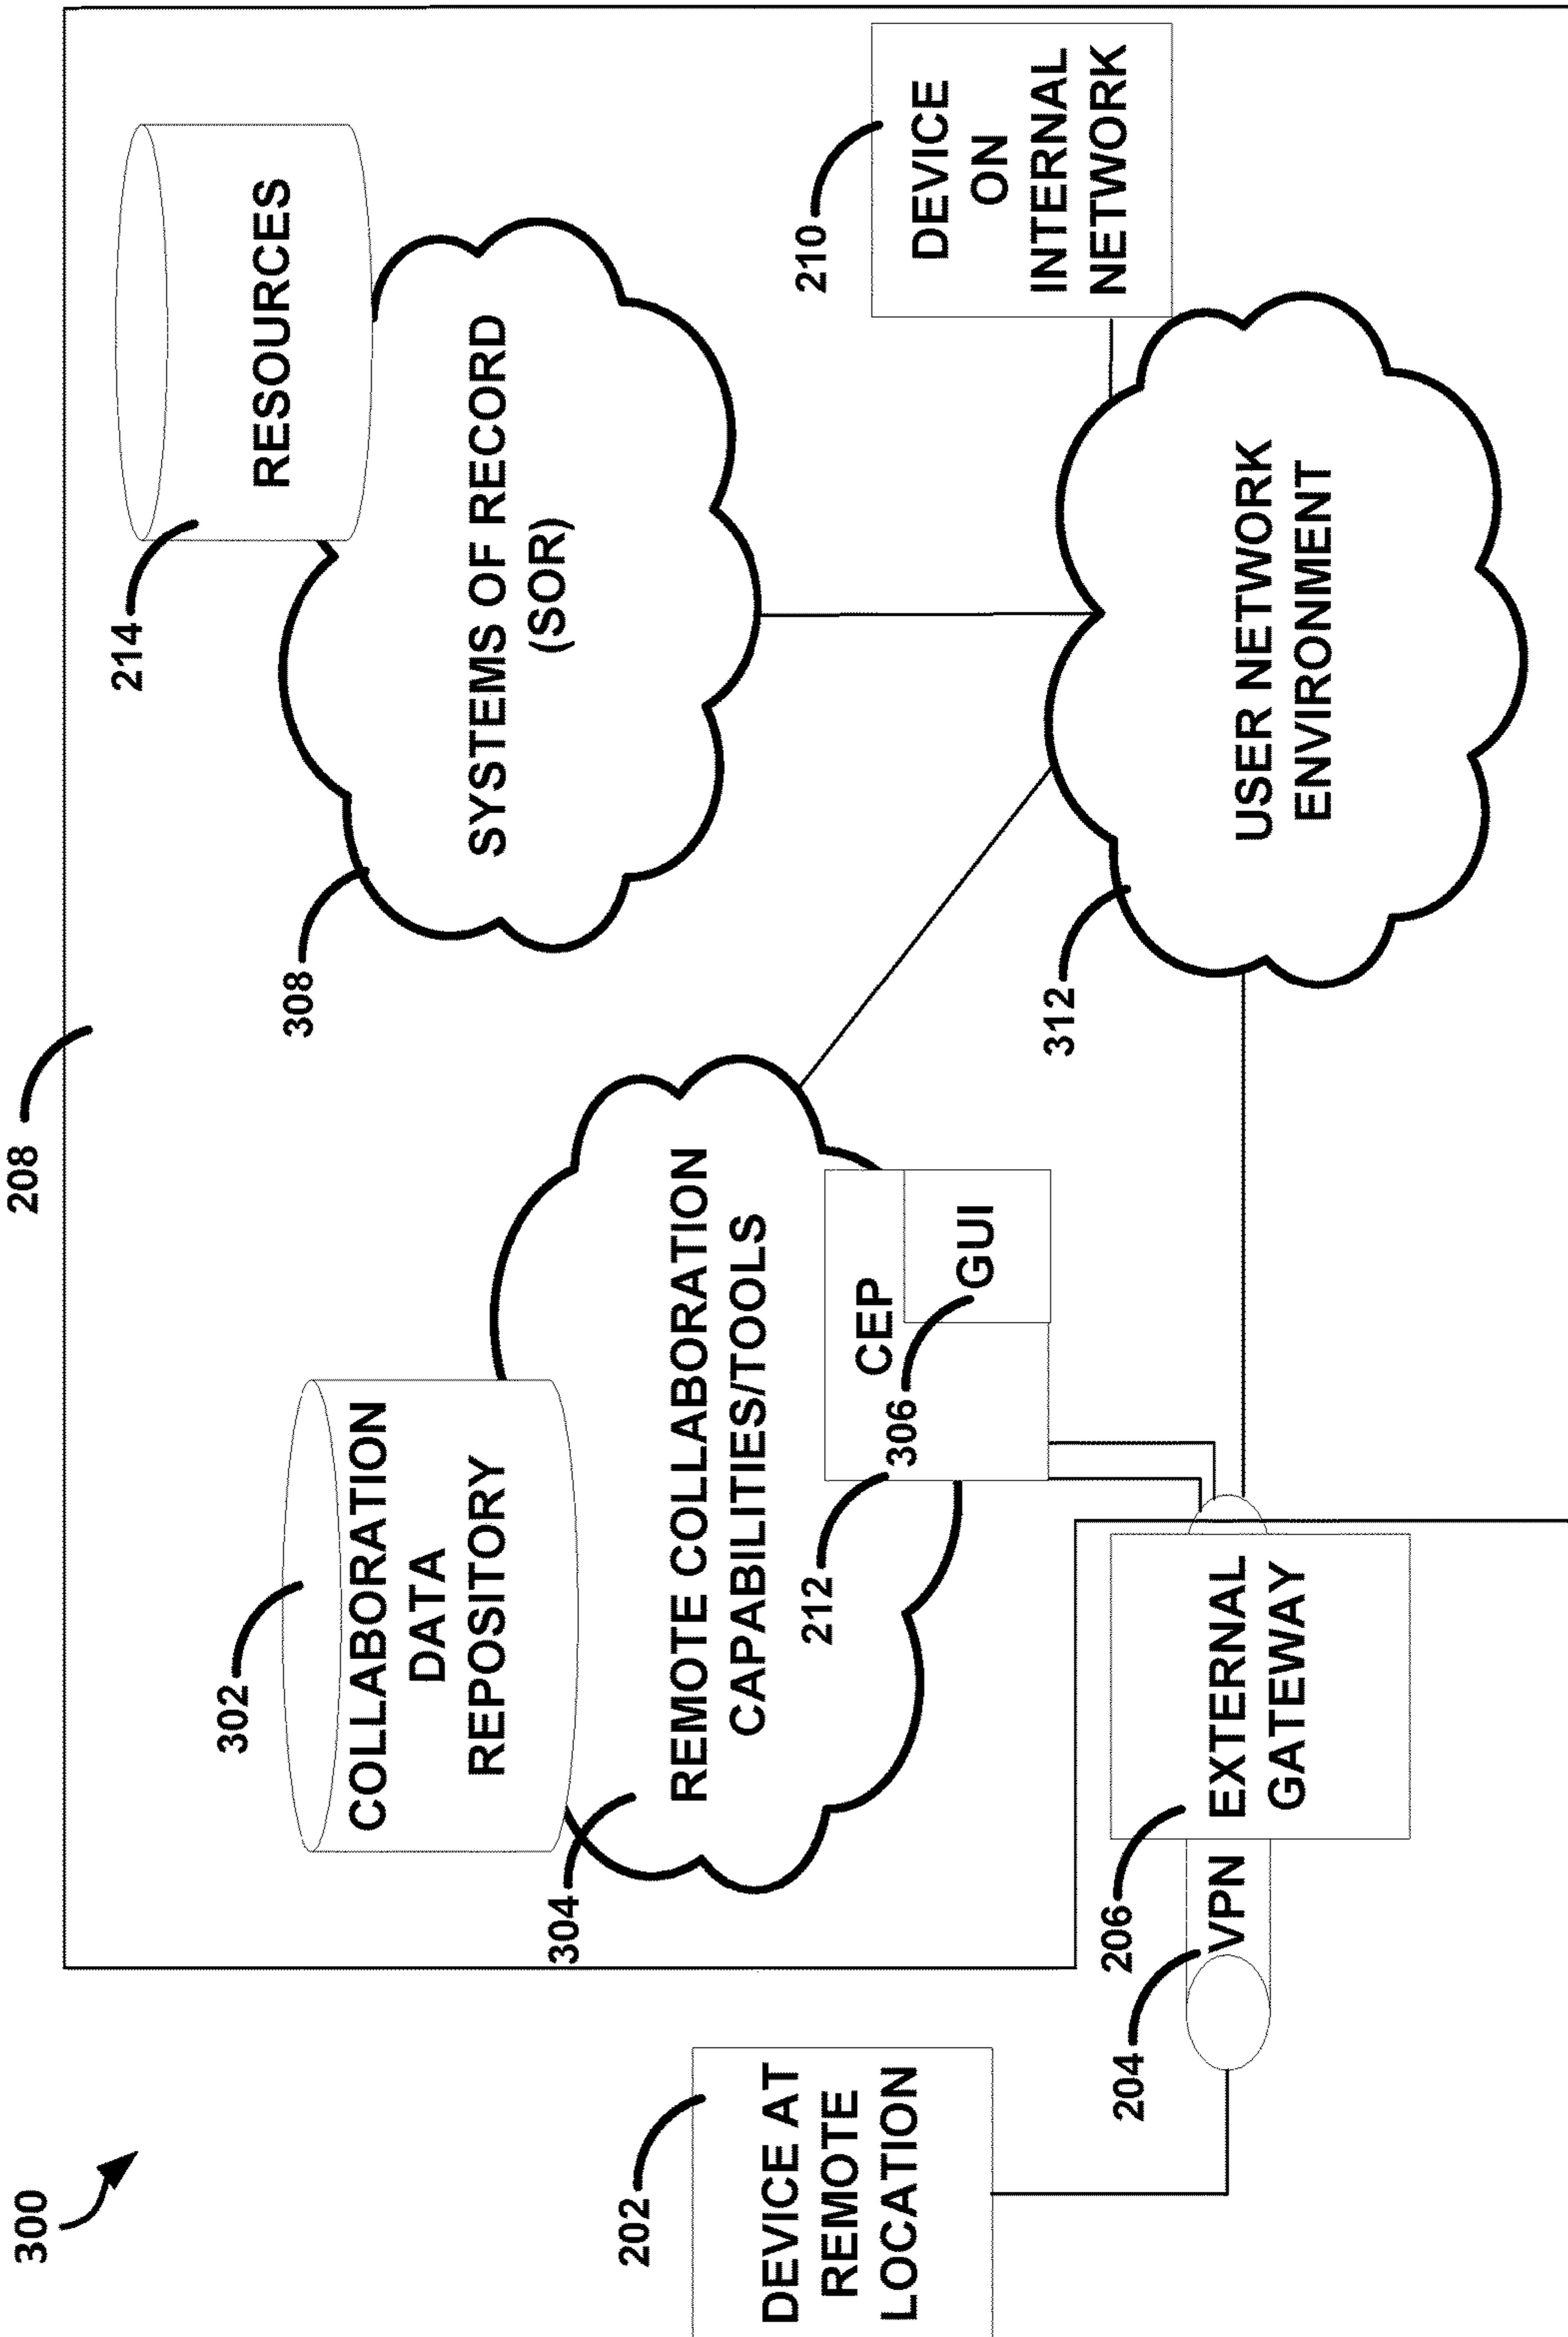 300
208
302
COLLABORATION
DATA
REPOSITORY
214
RESOURCES
308
SYSTEMS OF RECORD
(SOR)
304
REMOTE COLLABORATION
CAPABILITIES/TOOLS
202
DEVICE AT
REMOTE
LOCATION
212
CEP
306
GUI
210
DEVICE
ON
INTERNAL
NETWORK
204
VPN
206
EXTERNAL
GATEWAY
312
USER NETWORK
ENVIRONMENT